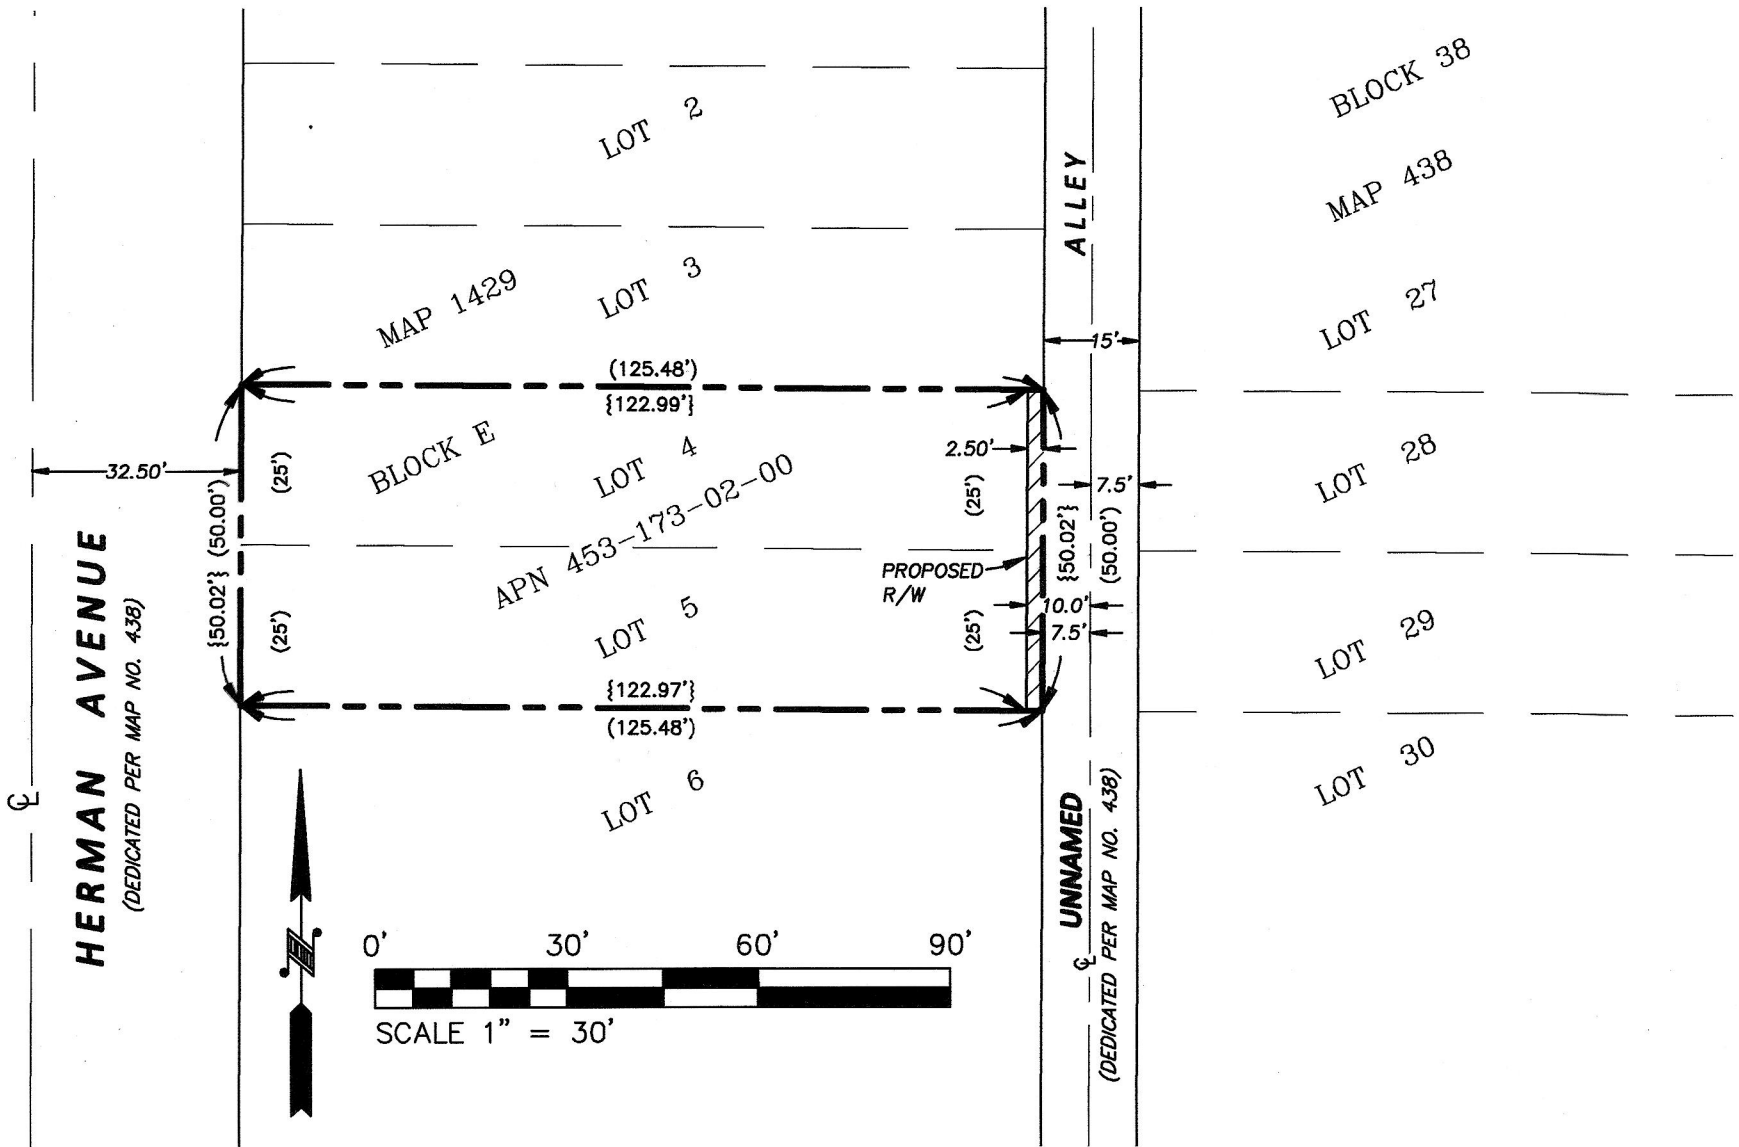 BLOCK 38
LOT 2
MAP 438
ALLEY
LOT 3
MAP 1429
LOT 27
15'
(125.48')
{122.99'}
BLOCK E
LOT 4
2.50'
LOT 28
32.50'
(25')
(25')
7.5'
APN 453-173-02-00
{50.02'} (50.00')
{50.02'}
(50.00')
PROPOSED
R/W
10.0'
7.5'
(25')
(25')
LOT 5
LOT 29
{122.97'}
(125.48')
HERMAN AVENUE
(DEDICATED PER MAP NO. 438)
LOT 6
LOT 30
CL
UNNAMED
(DEDICATED PER MAP NO. 438)
CL
0' 30' 60' 90'
SCALE 1" = 30'